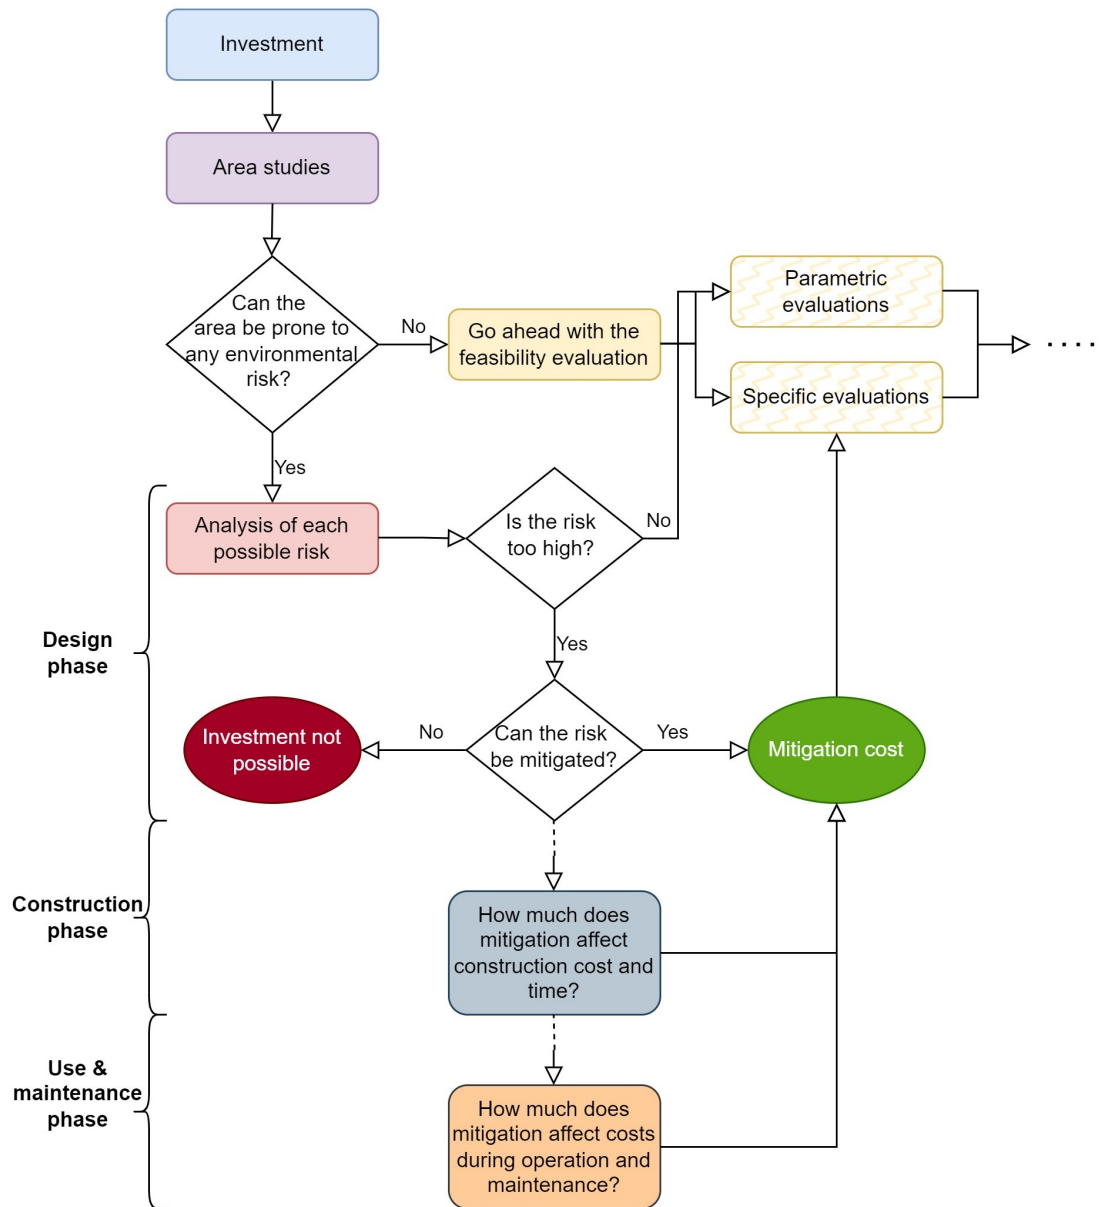 Investment
Area studies
Can the
area be prone to
any environmental
risk?
No
Go ahead with the
feasibility evaluation
Parametric
evaluations
Specific evaluations
....
Yes
Analysis of each
possible risk
Is the risk
too high?
No
Yes
Design
phase
Investment not
possible
No
Can the risk
be mitigated?
Yes
Mitigation cost
Construction
phase
How much does
mitigation affect
construction cost and
time?
Use &
maintenance
phase
How much does
mitigation affect costs
during operation and
maintenance?